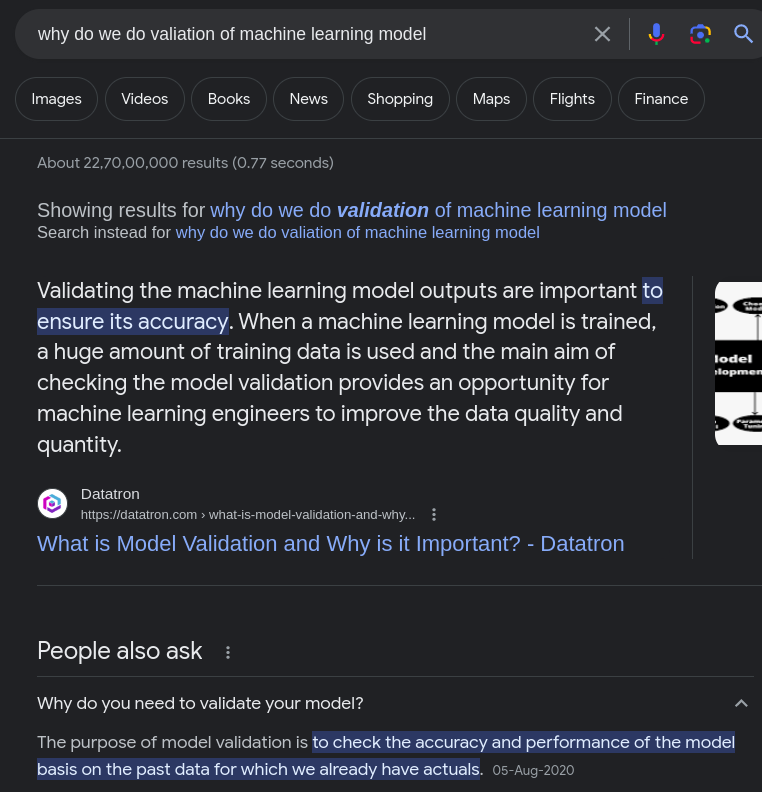 why do we do valiation of machine learning model
Images
Videos
Books
News
Shopping
Maps
Flights
Finance
About 22,70,00,000 results (0.77 seconds)
Showing results for why do we do validation of machine learning model
Search instead for why do we do valiation of machine learning model
Validating the machine learning model outputs are important to
ensure its accuracy. When a machine learning model is trained,
a huge amount of training data is used and the main aim of
checking the model validation provides an opportunity for
machine learning engineers to improve the data quality and
quantity.
Datatron
https://datatron.com › what-is-model-validation-and-why...
What is Model Validation and Why is it Important? - Datatron
People also ask
Why do you need to validate your model?
The purpose of model validation is to check the accuracy and performance of the model
basis on the past data for which we already have actuals. 05-Aug-2020